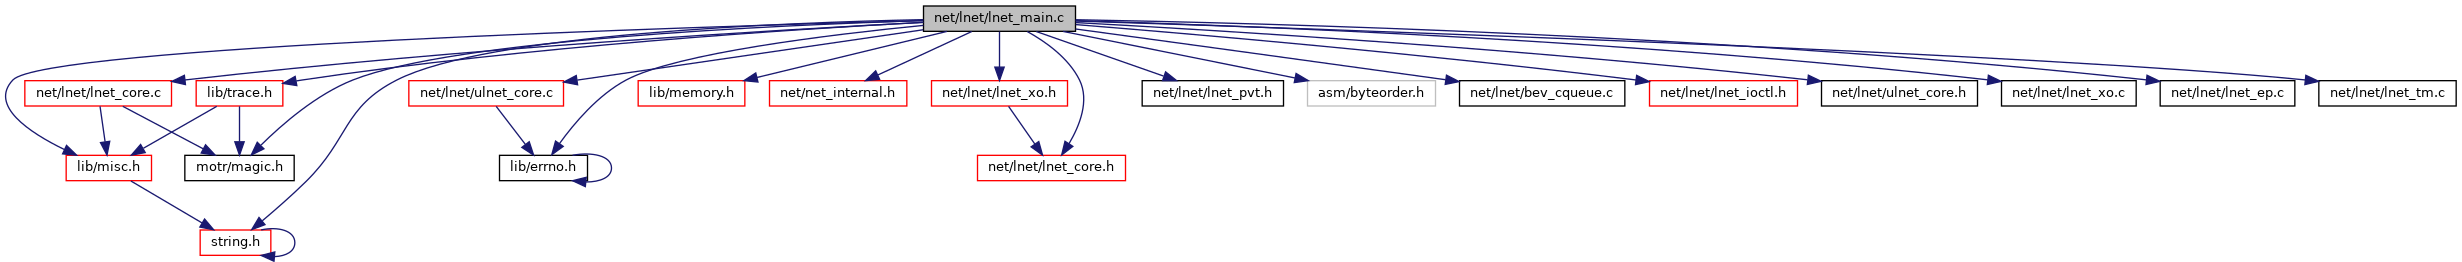 net/lnet/lnet_main.c
net/lnet/lnet_core.c
lib/trace.h
net/lnet/ulnet_core.c
lib/memory.h
net/net_internal.h
net/lnet/lnet_xo.h
net/lnet/lnet_pvt.h
asm/byteorder.h
net/lnet/bev_cqueue.c
net/lnet/lnet_ioctl.h
net/lnet/ulnet_core.h
net/lnet/lnet_xo.c
net/lnet/lnet_ep.c
net/lnet/lnet_tm.c
lib/misc.h
motr/magic.h
lib/errno.h
net/lnet/lnet_core.h
string.h